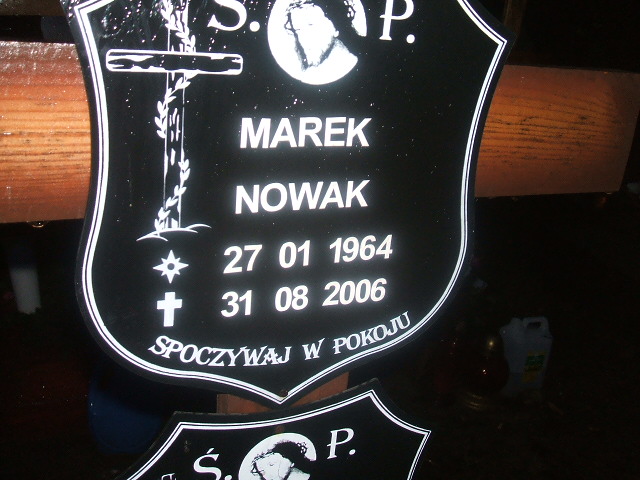 Ś. P.
MAREK
NOWAK
27 01 1964
31 08 2006
SPOCZYWAJ W POKOJU
Ś. P.